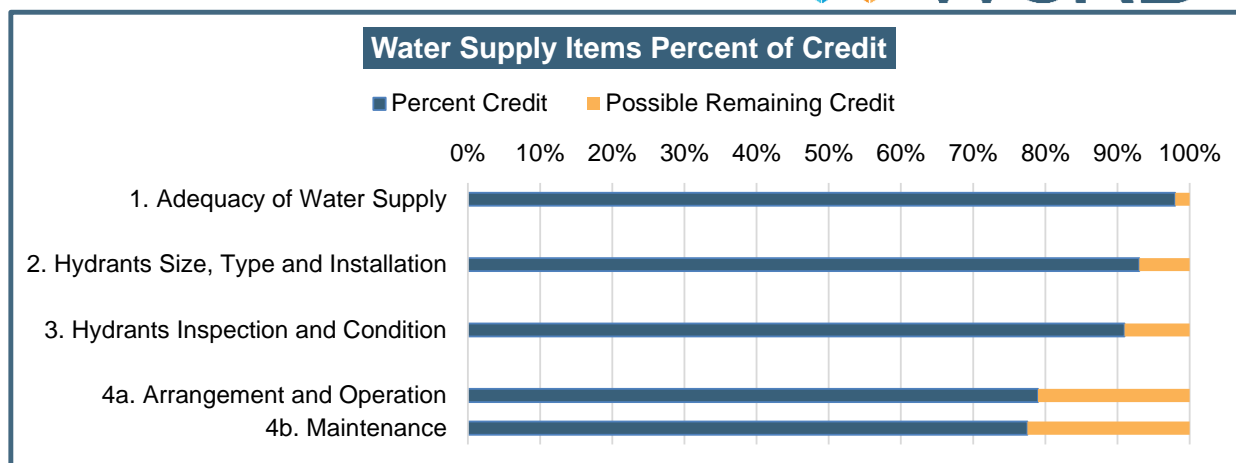 Water Supply Items Percent of Credit
Percent Credit Possible Remaining Credit
0% 10% 20% 30% 40% 50% 60% 70% 80% 90% 100%
1. Adequacy of Water Supply
2. Hydrants Size, Type and Installation
3. Hydrants Inspection and Condition
4a. Arrangement and Operation
4b. Maintenance